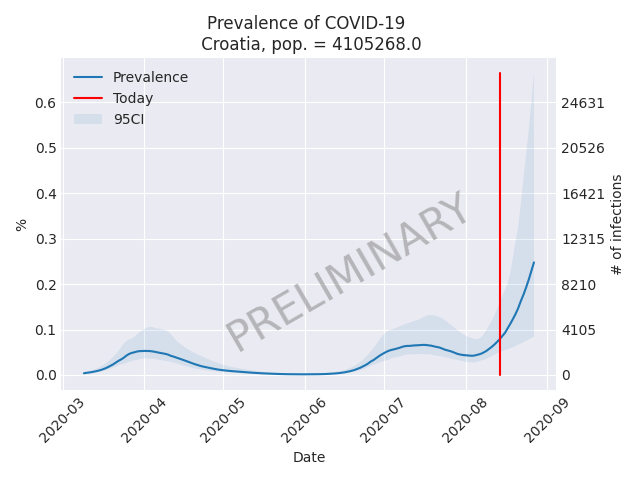 Prevalence of COVID-19
Croatia, pop. = 4105268.0
Prevalence
Today
95CI
%
0.6
0.5
0.4
0.3
0.2
0.1
0.0
24631
20526
16421
12315
8210
4105
0
# of infections
PRELIMINARY
2020-03
2020-04
2020-05
2020-06
2020-07
2020-08
2020-09
Date